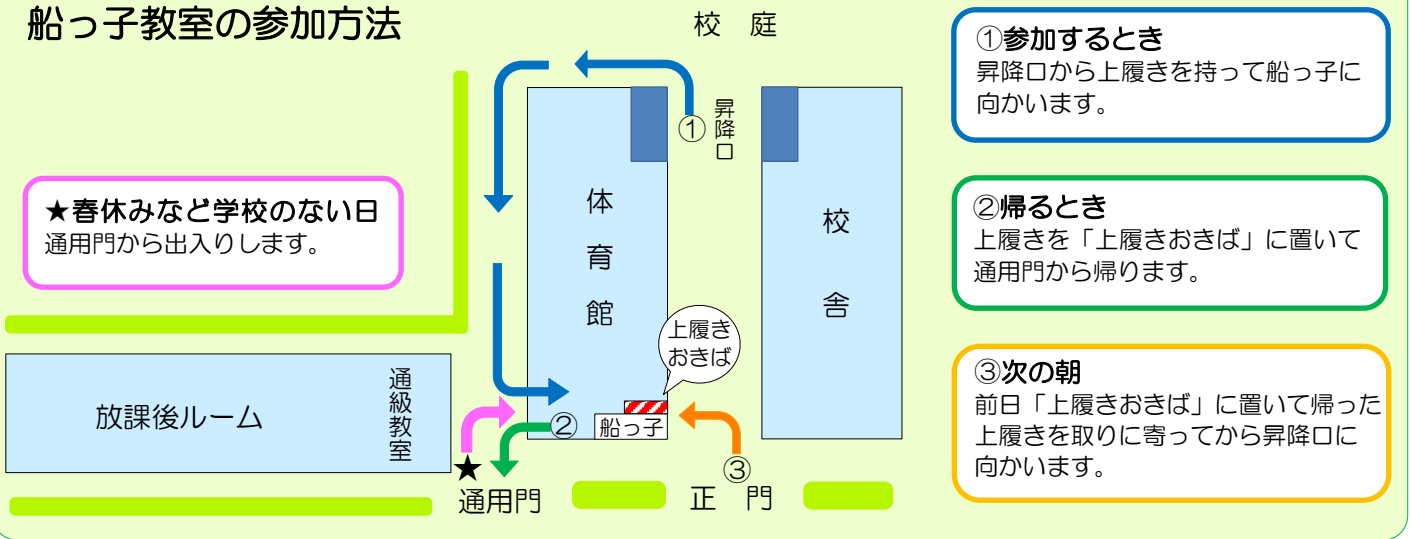 船っ子教室の参加方法
校 庭
①参加するとき
昇降口から上履きを持って船っ子に
向かいます。
①
昇降口
★春休みなど学校のない日
通用門から出入りします。
体育館
校舎
②帰るとき
上履きを「上履きおきば」に置いて
通用門から帰ります。
上履き
おきば
③次の朝
前日「上履きおきば」に置いて帰った
上履きを取りに寄ってから昇降口に
向かいます。
放課後ルーム
通級教室
②
船っ子
★
③
通用門
正 門